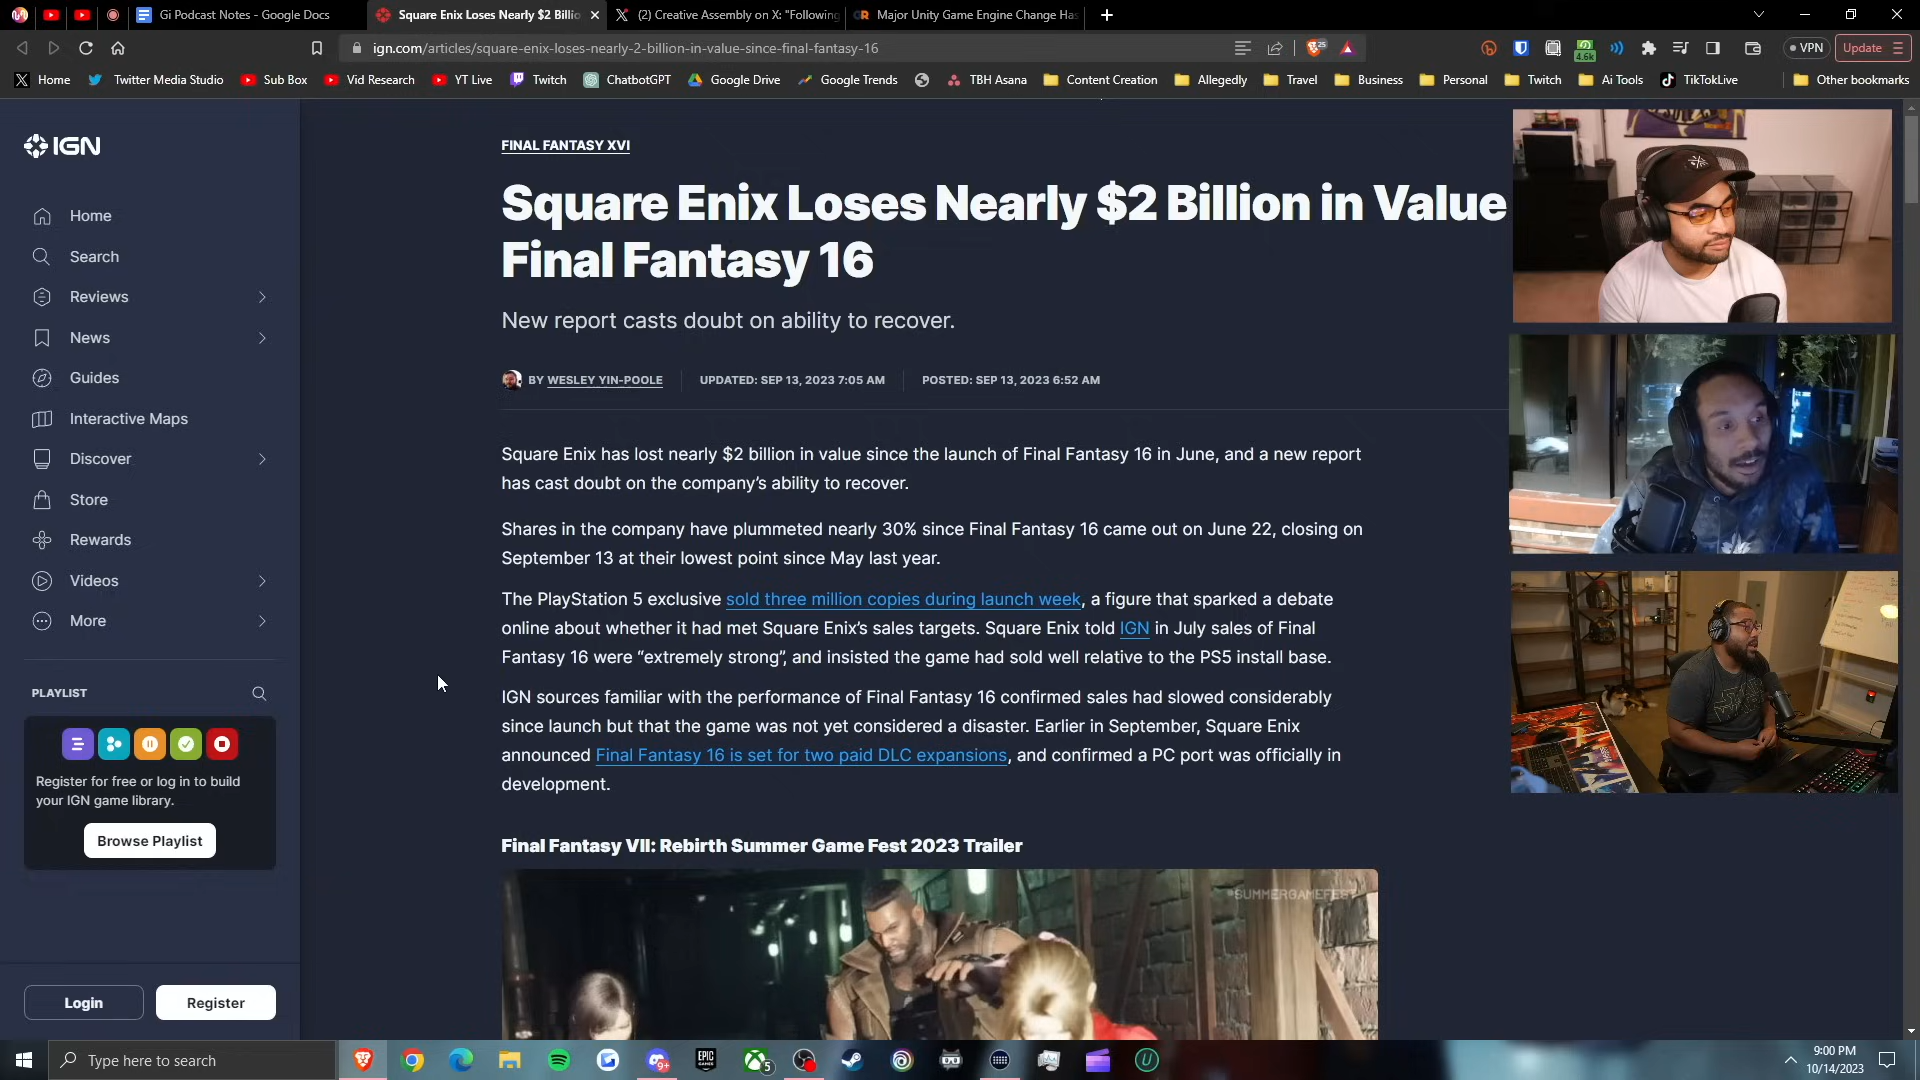 Gi Podcast Notes - Google Docs
Square Enix Loses Nearly $2 Billio
(2) Creative Assembly on X: "Following
Major Unity Game Engine Change Has
ign.com/articles/square-enix-loses-nearly-2-billion-in-value-since-final-fantasy-16
25
4.6k
VPN
Update
Home
Twitter Media Studio
Sub Box
Vid Research
YT Live
Twitch
ChatbotGPT
Google Drive
Google Trends
TBH Asana
Content Creation
Allegedly
Travel
Business
Personal
Twitch
Ai Tools
TikTokLive
Other bookmarks
IGN
Home
Search
Reviews
News
Guides
Interactive Maps
Discover
Store
Rewards
Videos
More
PLAYLIST
Register for free or log in to build
your IGN game library.
Browse Playlist
Login
Register
FINAL FANTASY XVI
Square Enix Loses Nearly $2 Billion in Value
Final Fantasy 16
New report casts doubt on ability to recover.
BY WESLEY YIN-POOLE
UPDATED: SEP 13, 2023 7:05 AM
POSTED: SEP 13, 2023 6:52 AM
Square Enix has lost nearly $2 billion in value since the launch of Final Fantasy 16 in June, and a new report
has cast doubt on the company's ability to recover.
Shares in the company have plummeted nearly 30% since Final Fantasy 16 came out on June 22, closing on
September 13 at their lowest point since May last year.
The PlayStation 5 exclusive sold three million copies during launch week, a figure that sparked a debate
online about whether it had met Square Enix's sales targets. Square Enix told IGN in July sales of Final
Fantasy 16 were "extremely strong", and insisted the game had sold well relative to the PS5 install base.
IGN sources familiar with the performance of Final Fantasy 16 confirmed sales had slowed considerably
since launch but that the game was not yet considered a disaster. Earlier in September, Square Enix
announced Final Fantasy 16 is set for two paid DLC expansions, and confirmed a PC port was officially in
development.
Final Fantasy VII: Rebirth Summer Game Fest 2023 Trailer
#SUMMERGAMEFEST
Type here to search
9+
EPIC
GAMES
5
9:00 PM
10/14/2023